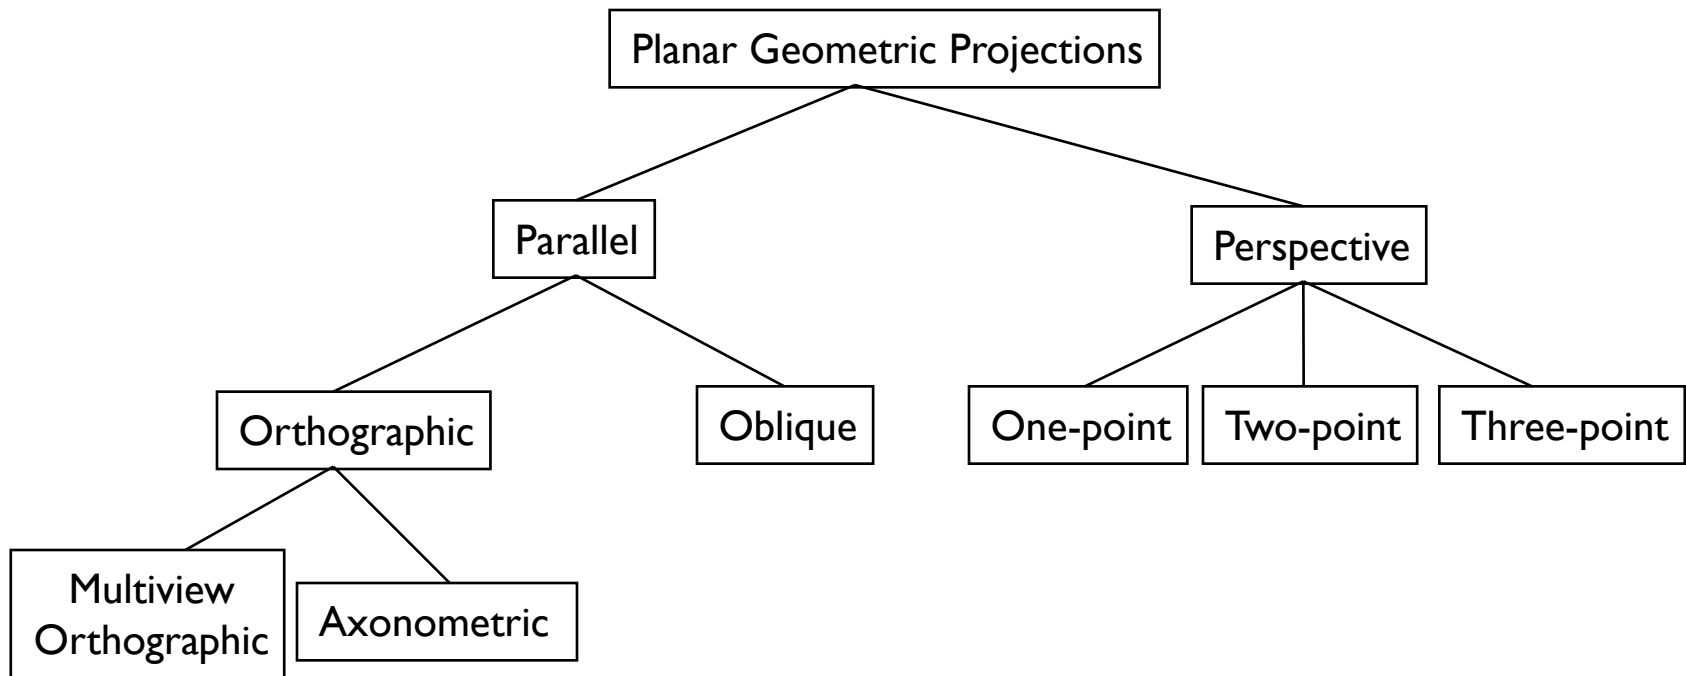 Planar Geometric Projections
Parallel
Perspective
Orthographic
Oblique
One-point
Two-point
Three-point
Multiview
Orthographic
Axonometric